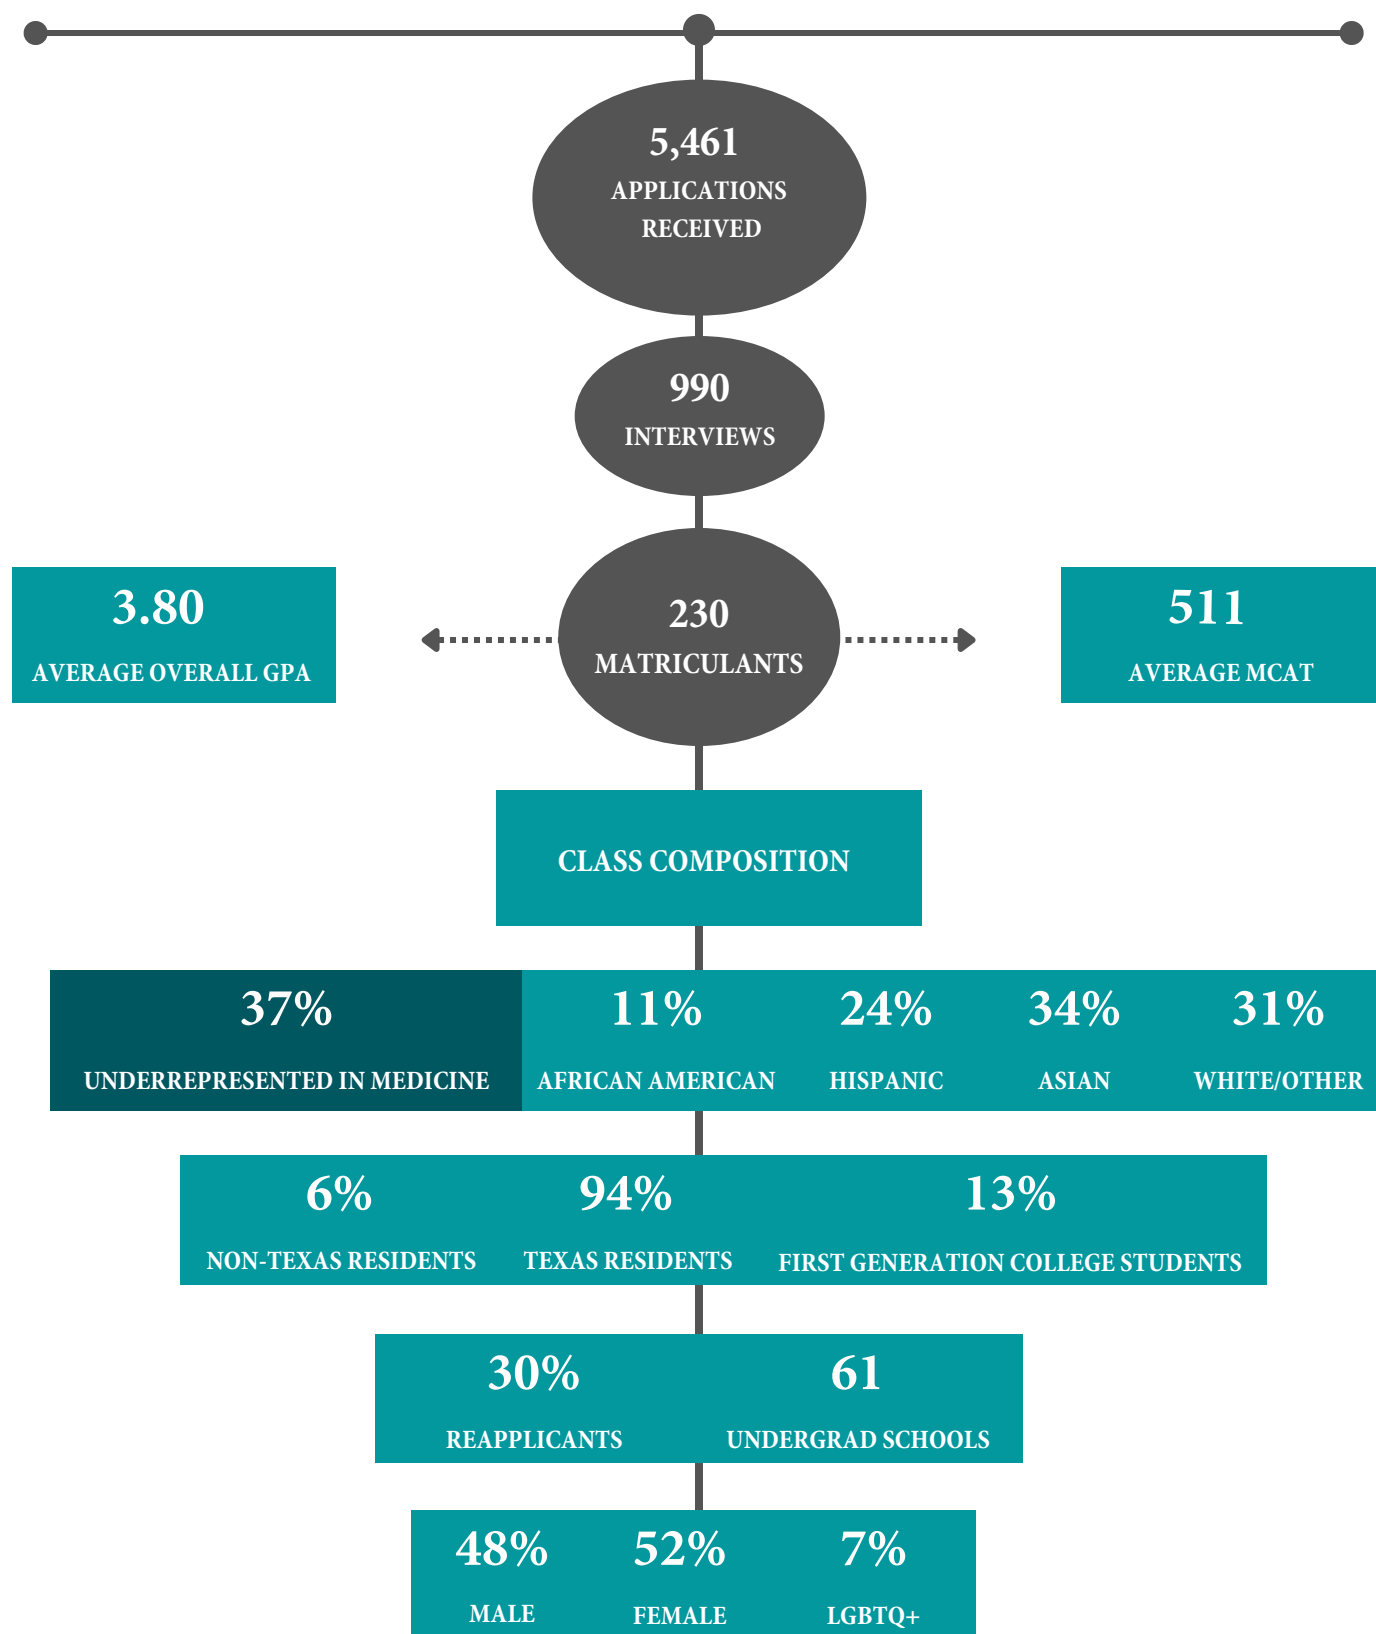 5,461
APPLICATIONS
RECEIVED
990
INTERVIEWS
3.80
AVERAGE OVERALL GPA
230
MATRICULANTS
511
AVERAGE MCAT
CLASS COMPOSITION
37%
UNDERREPRESENTED IN MEDICINE
11%
AFRICAN AMERICAN
24%
HISPANIC
34%
ASIAN
31%
WHITE/OTHER
6%
NON-TEXAS RESIDENTS
94%
TEXAS RESIDENTS
13%
FIRST GENERATION COLLEGE STUDENTS
30%
REAPPLICANTS
61
UNDERGRAD SCHOOLS
48%
MALE
52%
FEMALE
7%
LGBTQ+